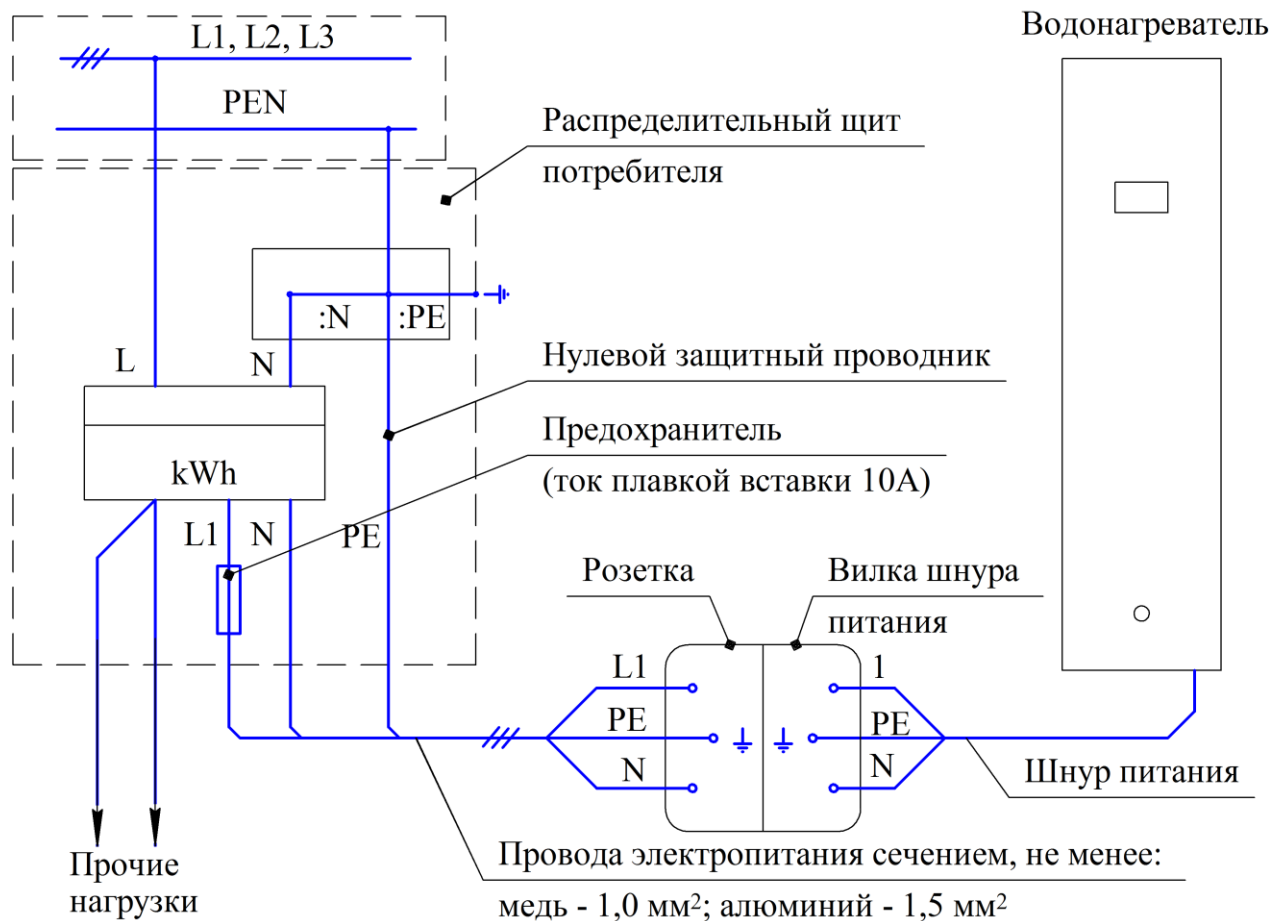 L1, L2, L3
Водонагреватель
PEN
Распределительный щит
потребителя
:N :PE
L N
Нулевой защитный проводник
Предохранитель
(ток плавкой вставки 10А)
kWh
L1 N PE
Розетка
Вилка шнура
питания
L1 1
PE PE
N N
Шнур питания
Прочие
нагрузки
Провода электропитания сечением, не менее:
медь - 1,0 мм²; алюминий - 1,5 мм²